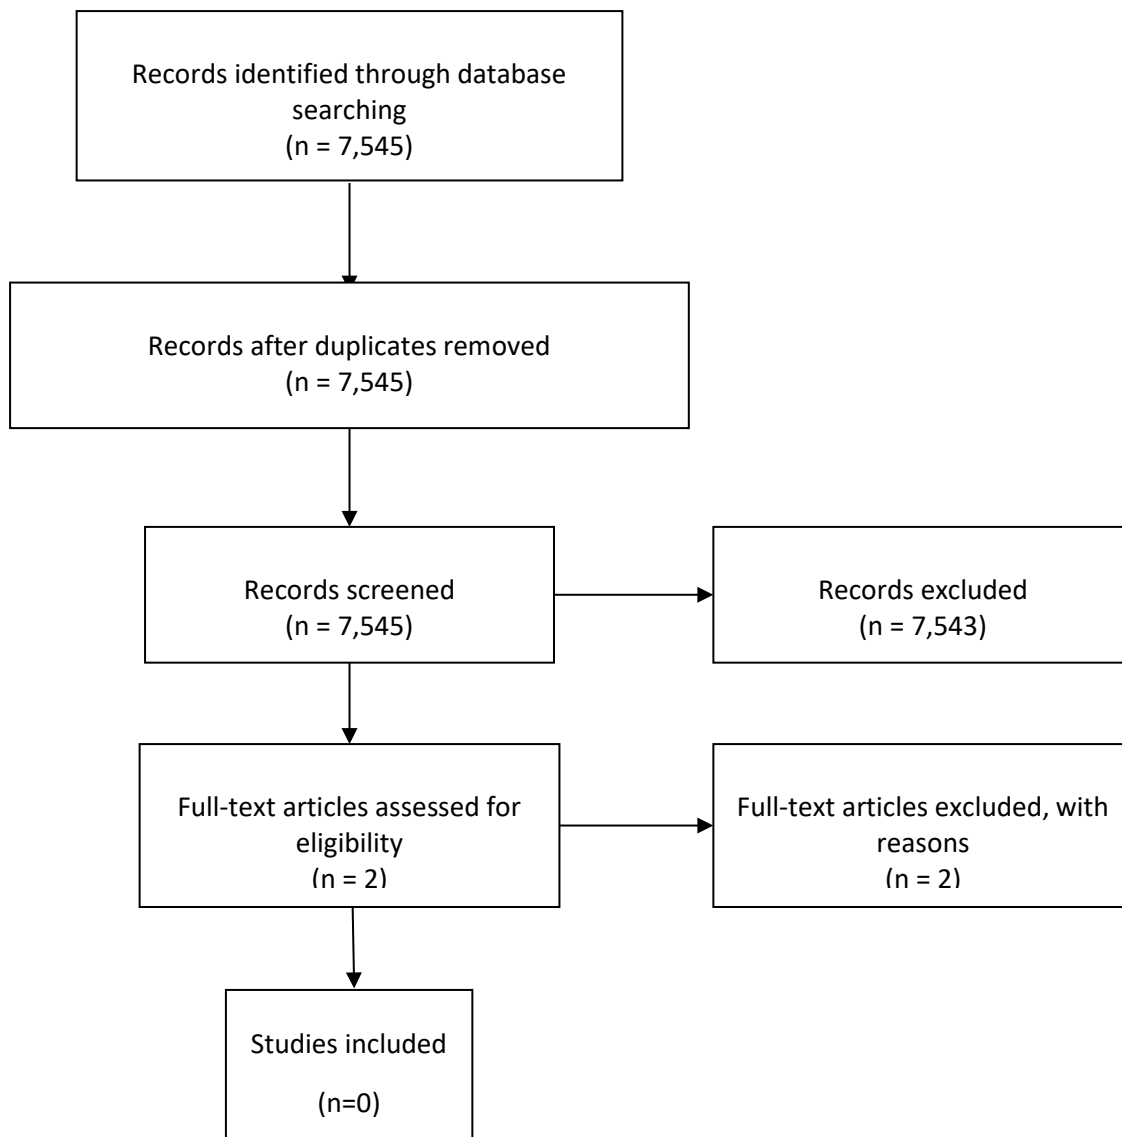 Records identified through database
searching
(n = 7,545)
Records after duplicates removed
(n = 7,545)
Records screened
(n = 7,545)
Records excluded
(n = 7,543)
Full-text articles assessed for
eligibility
(n = 2)
Full-text articles excluded, with
reasons
(n = 2)
Studies included
(n=0)